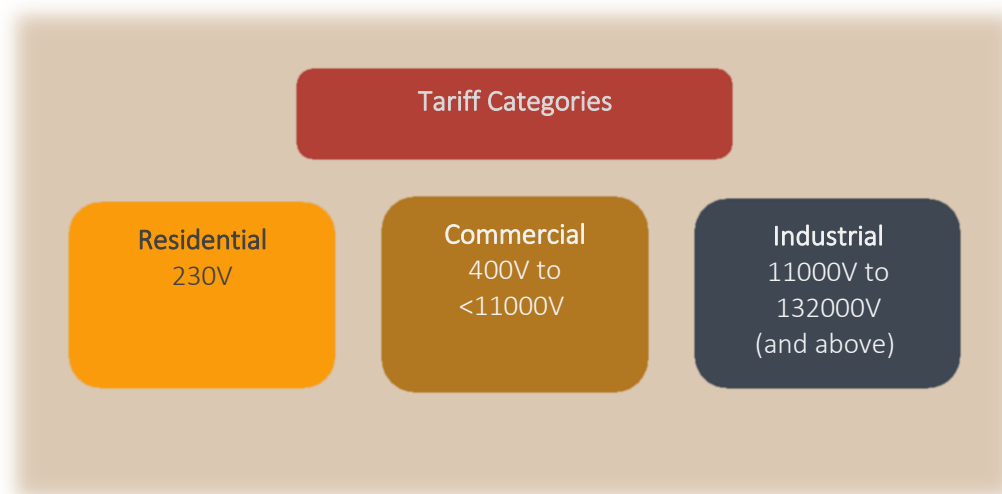 Tariff Categories
Residential
230V
Commercial
400V to
<11000V
Industrial
11000V to
132000V
(and above)